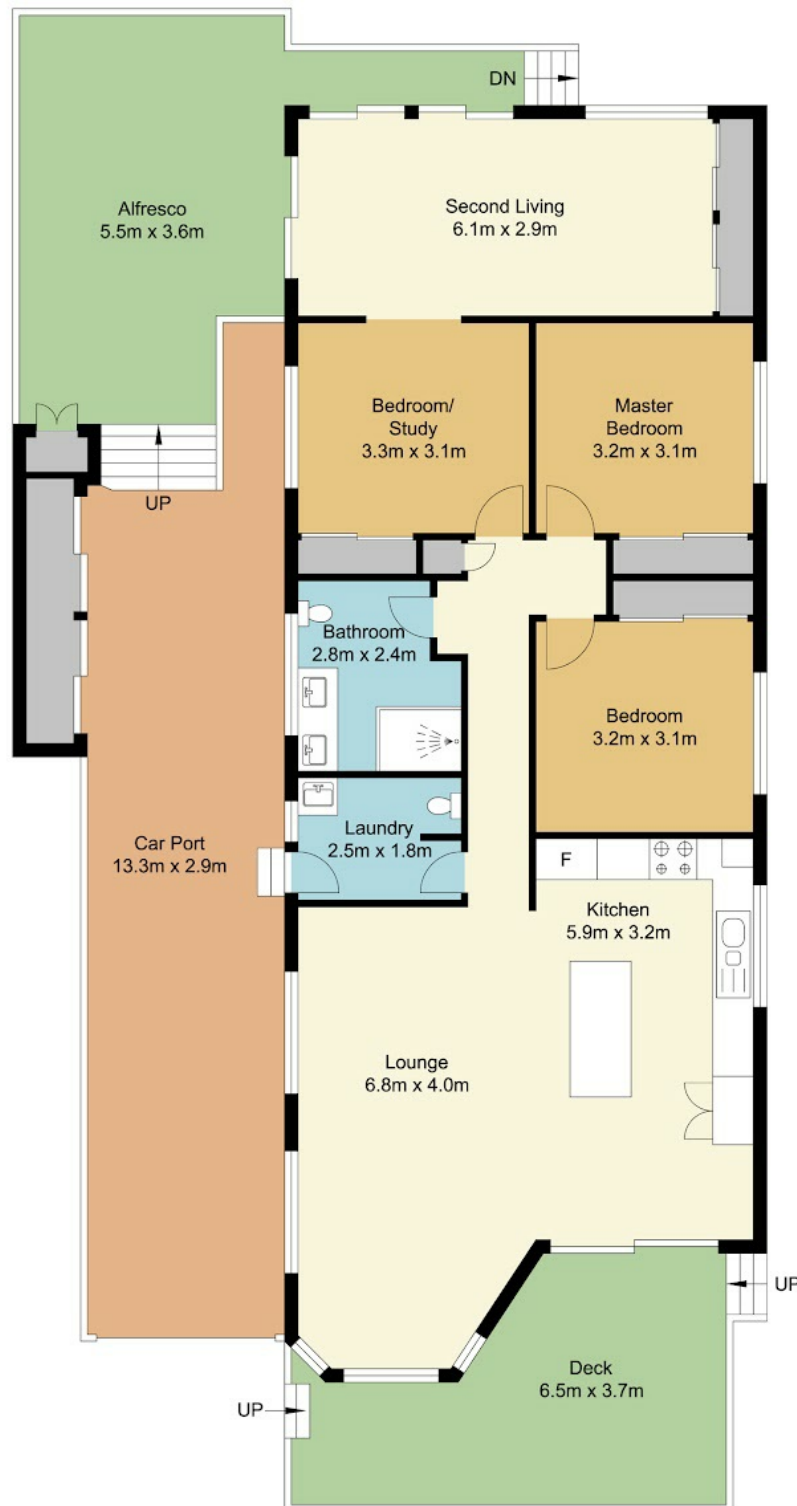 DN
Alfresco
5.5m x 3.6m
Second Living
6.1m x 2.9m
Bedroom/
Study
3.3m x 3.1m
Master
Bedroom
3.2m x 3.1m
UP
Bathroom
2.8m x 2.4m
Bedroom
3.2m x 3.1m
Car Port
13.3m x 2.9m
Laundry
2.5m x 1.8m
F
Kitchen
5.9m x 3.2m
Lounge
6.8m x 4.0m
UP
Deck
6.5m x 3.7m
UP